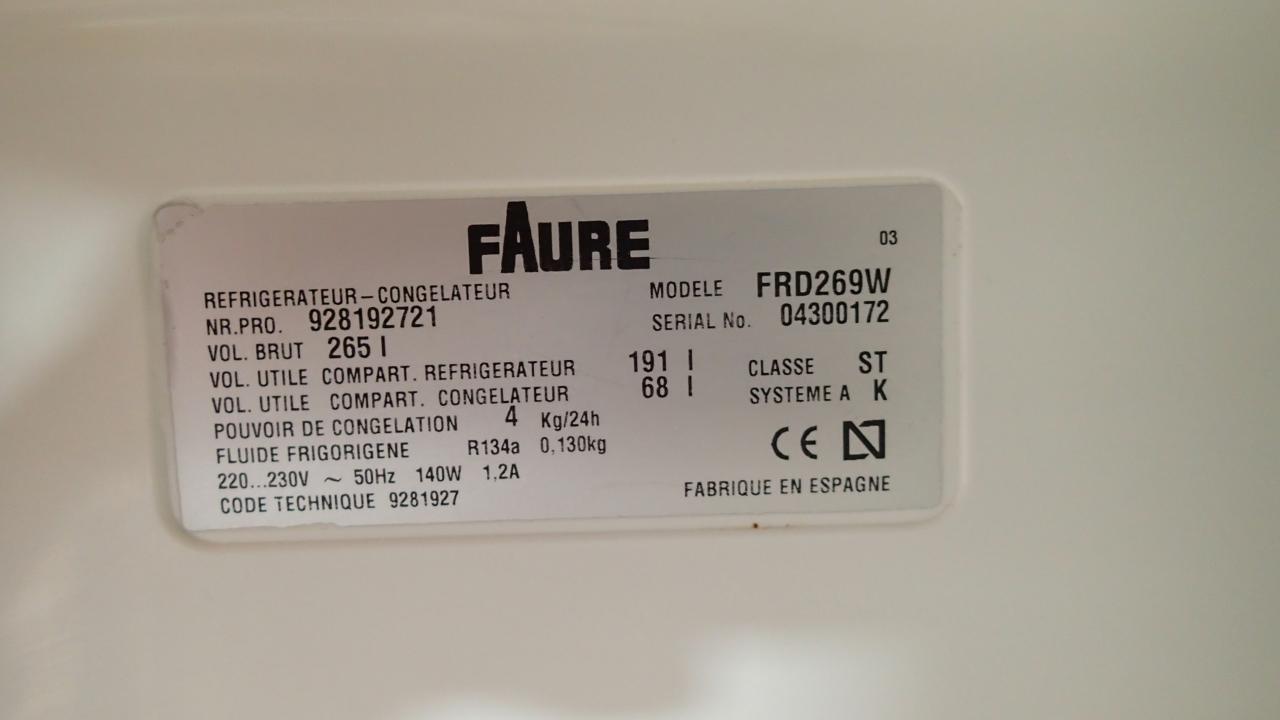 FAURE
03
REFRIGERATEUR–CONGELATEUR MODELE FRD269W
NR.PRO. 928192721 SERIAL No. 04300172
VOL. BRUT 265 l
VOL. UTILE COMPART. REFRIGERATEUR 191 l CLASSE ST
VOL. UTILE COMPART. CONGELATEUR 68 l SYSTEME A K
POUVOIR DE CONGELATION 4 Kg/24h
FLUIDE FRIGORIGENE R134a 0,130kg
CE N
220...230V ~ 50Hz 140W 1,2A
CODE TECHNIQUE 9281927 FABRIQUE EN ESPAGNE